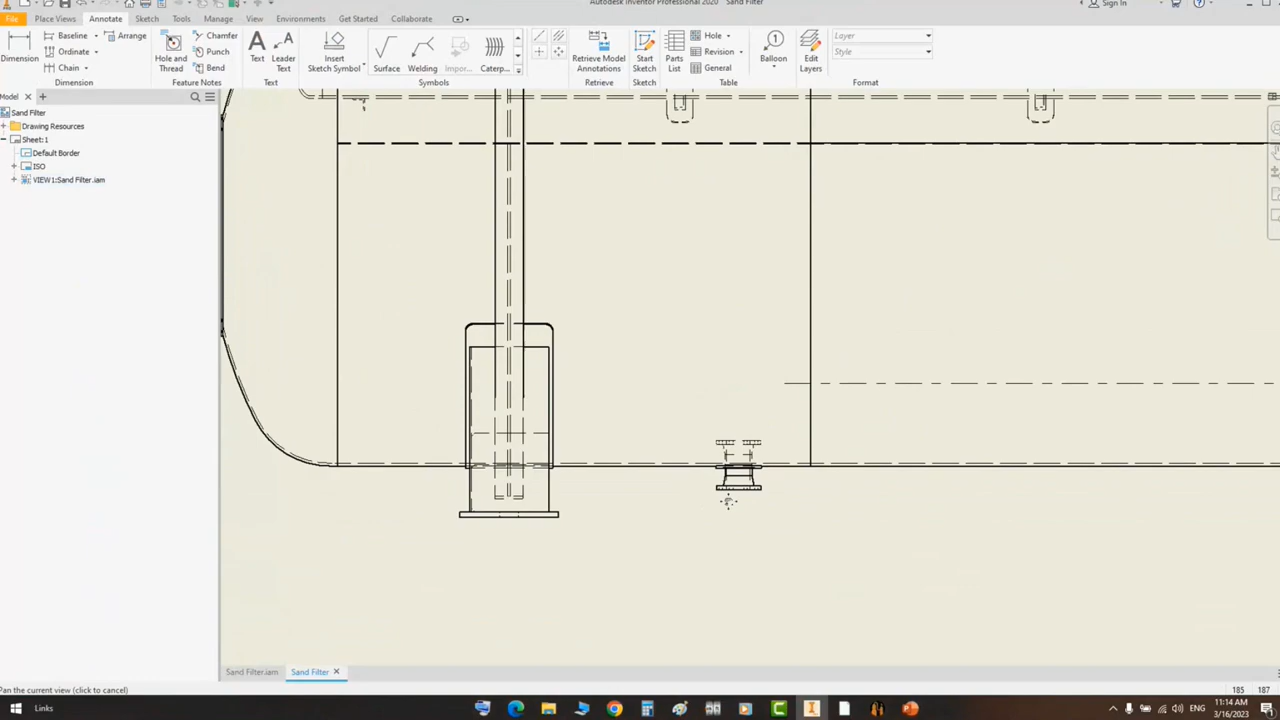 Autodesk Inventor Professional 2020 Sand Filter
Sign In
File Place Views Annotate Sketch Tools Manage View Environments Get Started Collaborate
Dimension
Baseline
Arrange
Ordinate
Chain
Dimension
Hole and
Thread
Chamfer
Punch
Bend
Feature Notes
Text
Leader
Text
Text
Insert
Sketch Symbol
Surface
Welding
Impor...
Caterp...
Symbols
Retrieve Model
Annotations
Retrieve
Start
Sketch
Sketch
Parts
List
Hole
Revision
General
Table
Balloon
Edit
Layers
Layer
Style
Format
Model
Sand Filter
Drawing Resources
Sheet:1
Default Border
ISO
VIEW1:Sand Filter.iam
Sand Filter.iam
Sand Filter
Pan the current view (click to cancel)
185 187
Links
ENG
11:14 AM
3/16/2023